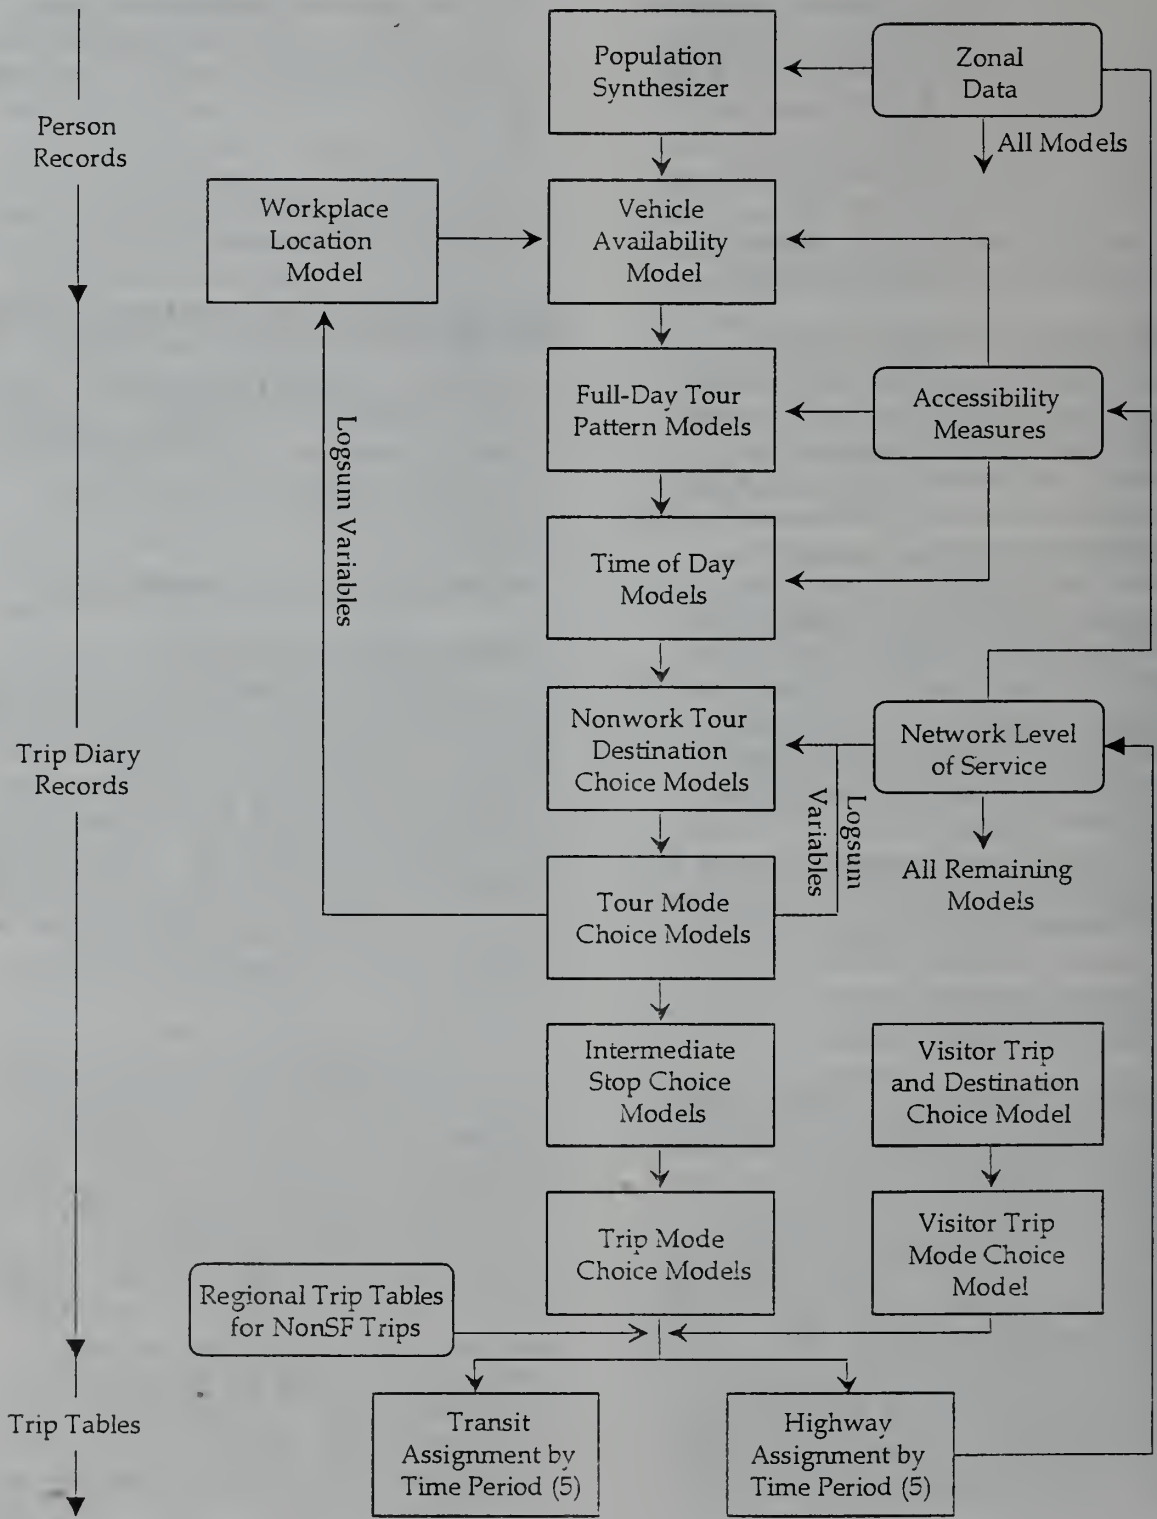 Population
Synthesizer
Zonal
Data
Person
Records
All Models
Workplace
Location
Model
Vehicle
Availability
Model
Full-Day Tour
Pattern Models
Accessibility
Measures
Logsum Variables
Time of Day
Models
Nonwork Tour
Destination
Choice Models
Network Level
of Service
Trip Diary
Records
Logsum
Variables
All Remaining
Models
Tour Mode
Choice Models
Intermediate
Stop Choice
Models
Visitor Trip
and Destination
Choice Model
Trip Mode
Choice Models
Visitor Trip
Mode Choice
Model
Regional Trip Tables
for NonSF Trips
Trip Tables
Transit
Assignment by
Time Period (5)
Highway
Assignment by
Time Period (5)